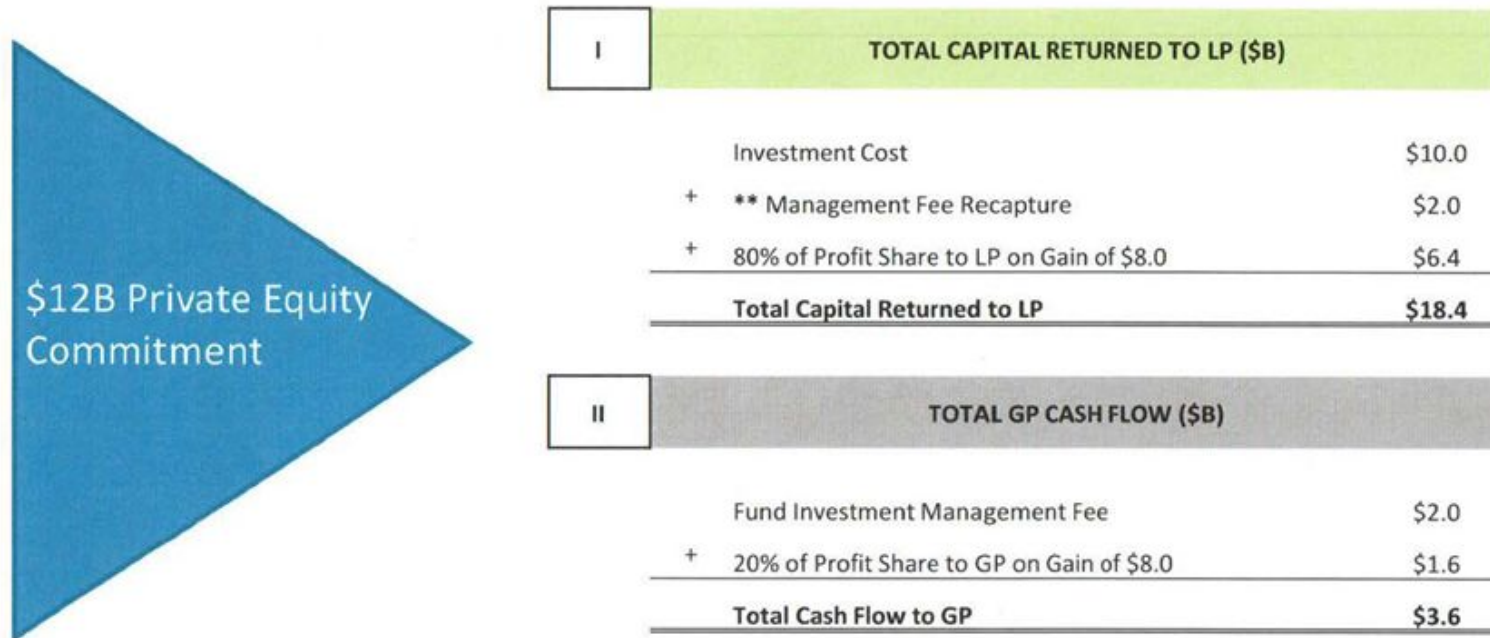 $12B Private Equity
Commitment
I TOTAL CAPITAL RETURNED TO LP ($B)
Investment Cost $10.0
+ ** Management Fee Recapture $2.0
+ 80% of Profit Share to LP on Gain of $8.0 $6.4
Total Capital Returned to LP $18.4
II TOTAL GP CASH FLOW ($B)
Fund Investment Management Fee $2.0
+ 20% of Profit Share to GP on Gain of $8.0 $1.6
Total Cash Flow to GP $3.6